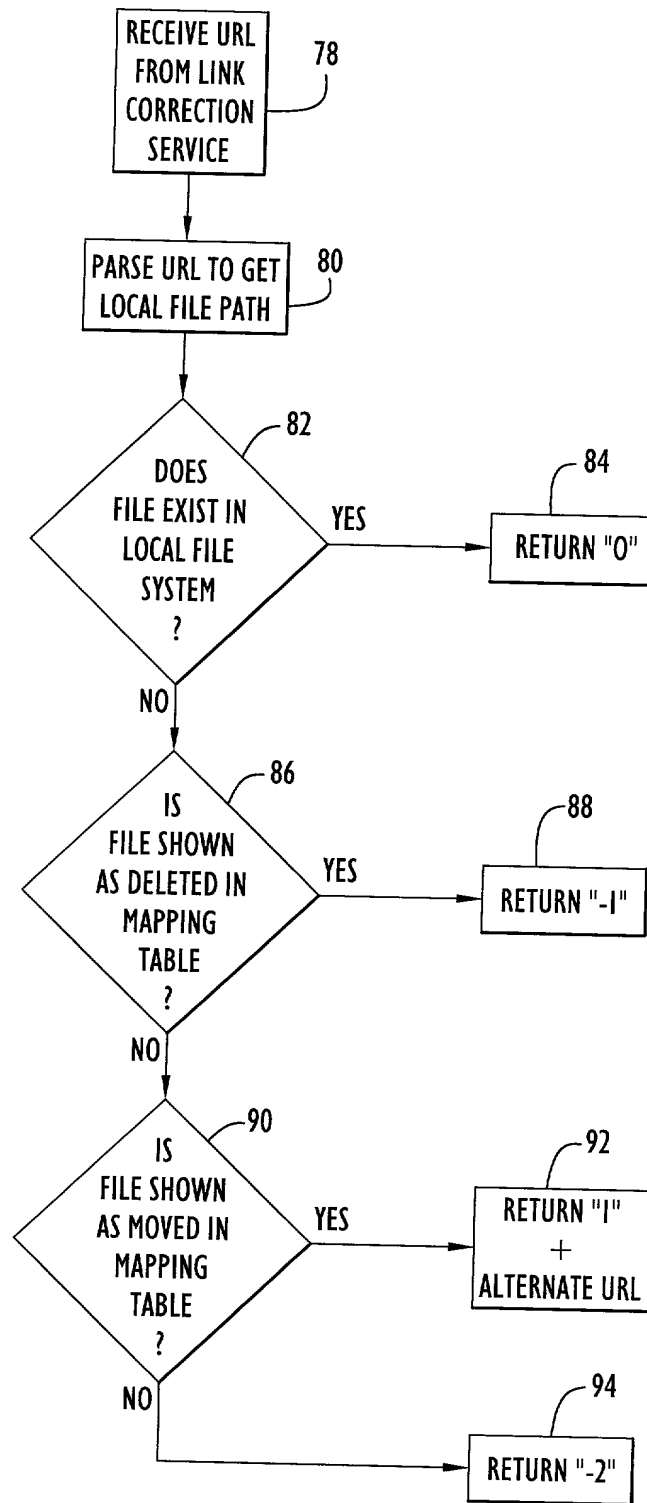 RECEIVE URL
FROM LINK
CORRECTION
SERVICE
78
PARSE URL TO GET
LOCAL FILE PATH
80
82
DOES
FILE EXIST IN
LOCAL FILE
SYSTEM
?
YES
84
RETURN "0"
NO
86
IS
FILE SHOWN
AS DELETED IN
MAPPING
TABLE
?
YES
88
RETURN "-1"
NO
90
IS
FILE SHOWN
AS MOVED IN
MAPPING
TABLE
?
YES
92
RETURN "1"
+
ALTERNATE URL
NO
94
RETURN "-2"